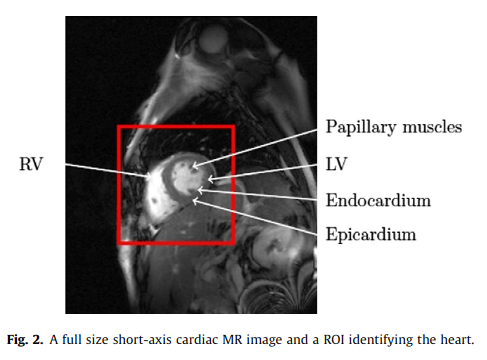 Papillary muscles
RV
LV
Endocardium
Epicardium
Fig. 2. A full size short-axis cardiac MR image and a ROI identifying the heart.